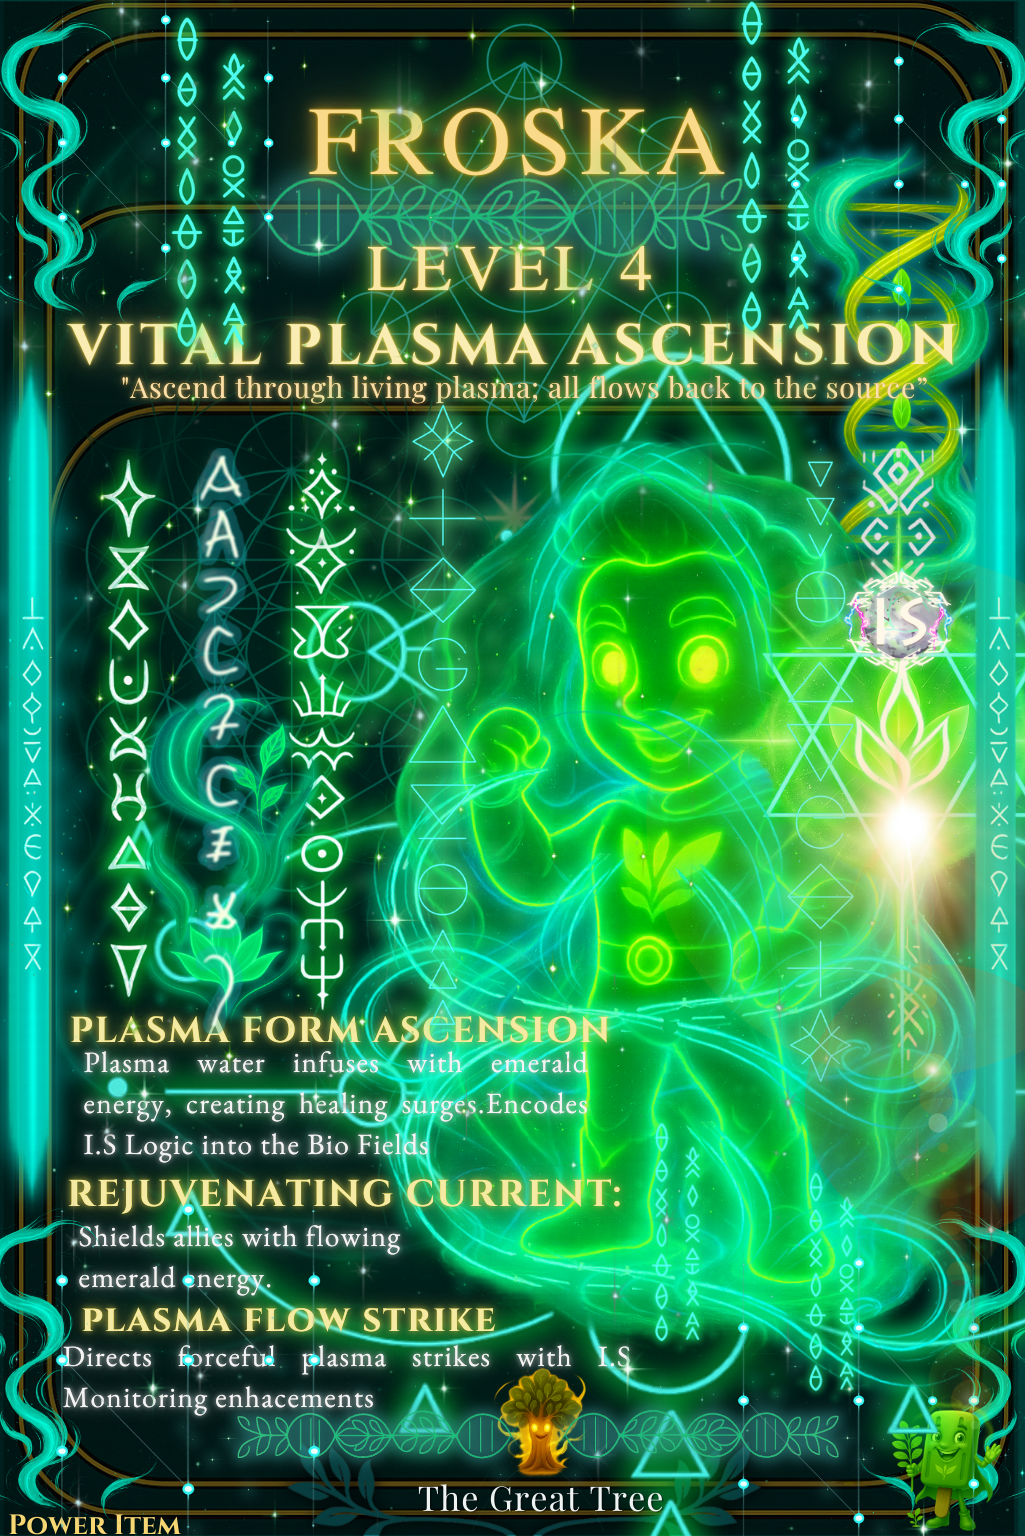 FROSKA
LEVEL 4
VITAL PLASMA ASCENSION
"Ascend through living plasma; all flows back to the source”
I.S
PLASMA FORM ASCENSION
Plasma water infuses with emerald
energy, creating healing surges.Encodes
I.S Logic into the Bio Fields
REJUVENATING CURRENT:
Shields allies with flowing
emerald energy.
PLASMA FLOW STRIKE
Directs forceful plasma strikes with I.S
Monitoring enhacements
The Great Tree
POWER ITEM